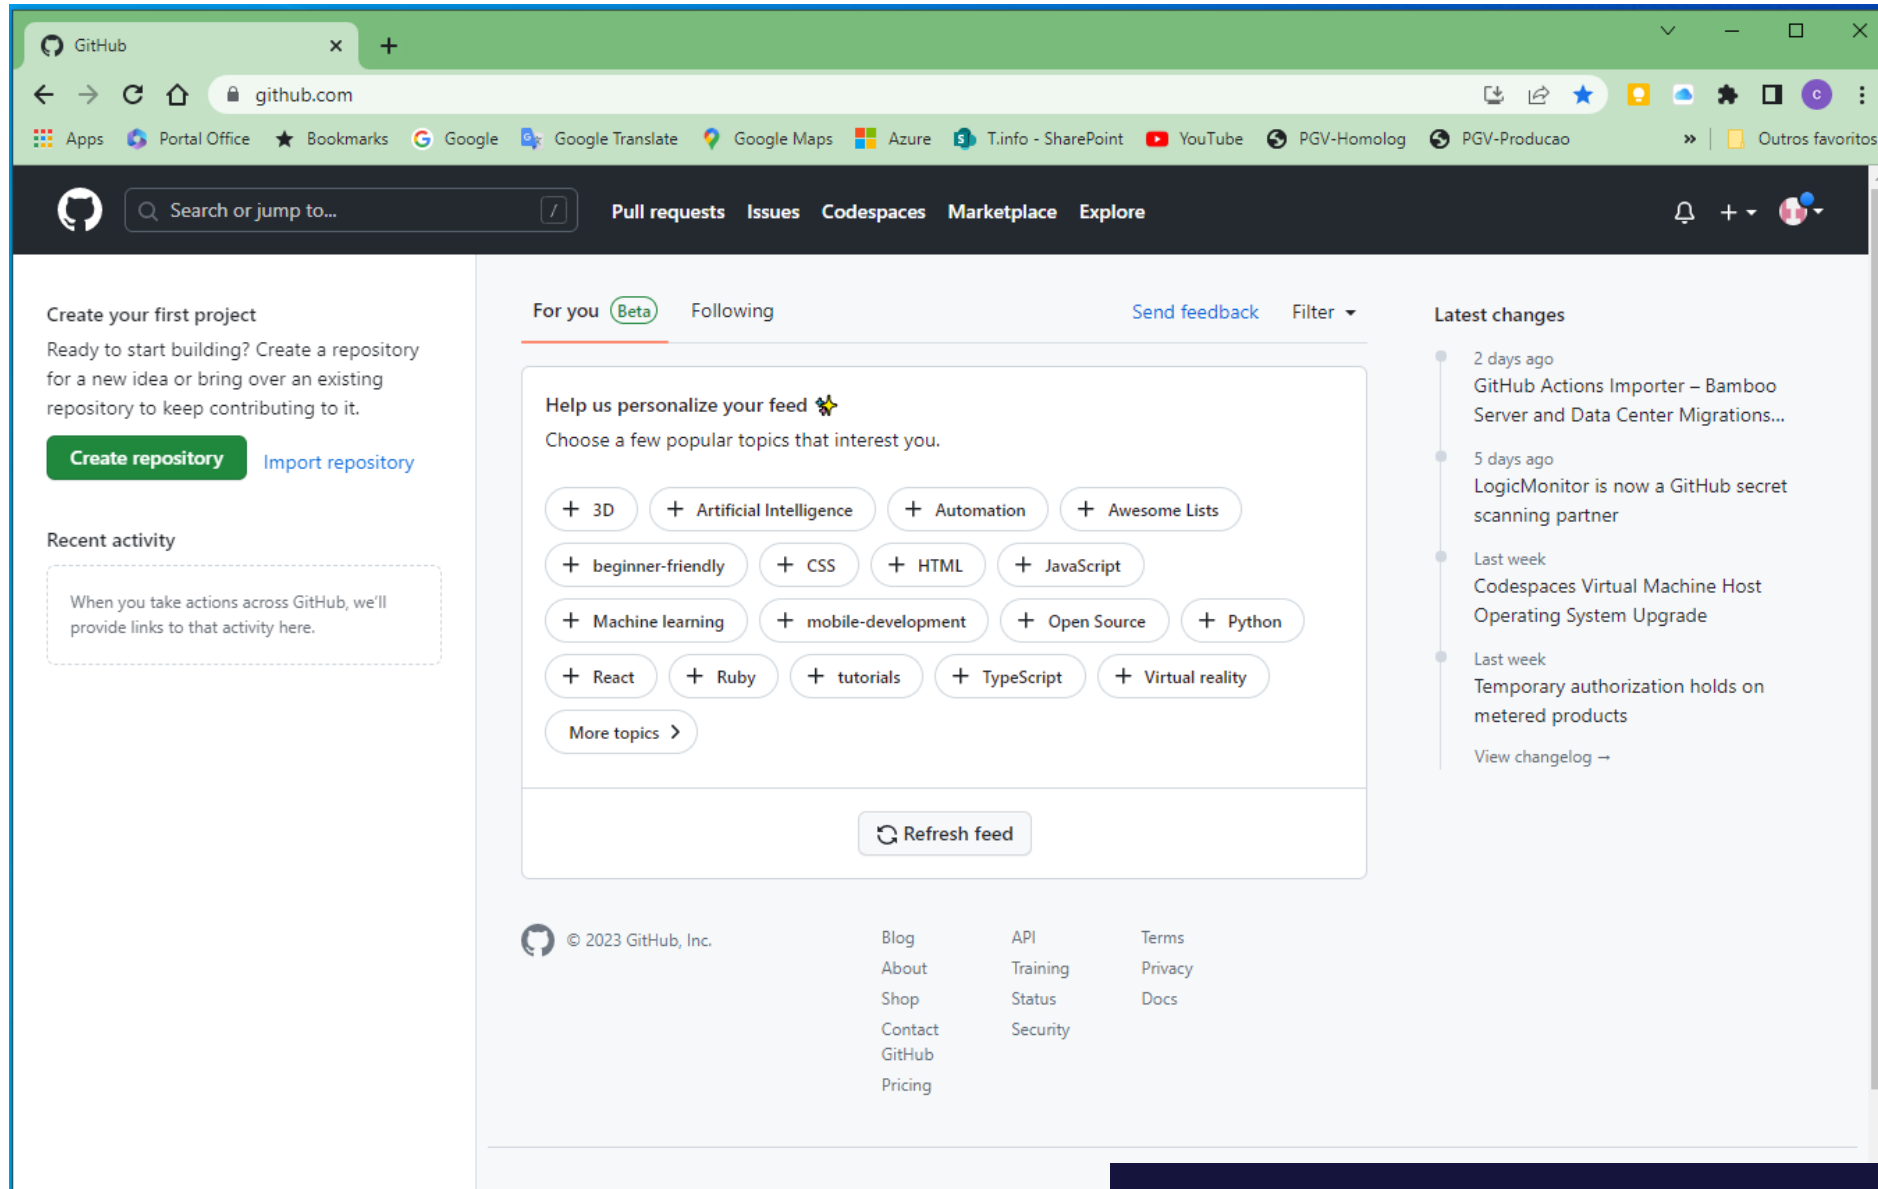 GitHub
github.com
Apps Portal Office Bookmarks Google Google Translate Google Maps Azure T.info - SharePoint YouTube PGV-Homolog PGV-Producao » Outros favoritos
Search or jump to... / Pull requests Issues Codespaces Marketplace Explore
Create your first project
Ready to start building? Create a repository
for a new idea or bring over an existing
repository to keep contributing to it.
Create repository Import repository
Recent activity
When you take actions across GitHub, we'll
provide links to that activity here.
For you Beta Following Send feedback Filter
Help us personalize your feed
Choose a few popular topics that interest you.
+ 3D + Artificial Intelligence + Automation + Awesome Lists
+ beginner-friendly + CSS + HTML + JavaScript
+ Machine learning + mobile-development + Open Source + Python
+ React + Ruby + tutorials + TypeScript + Virtual reality
More topics
Refresh feed
Latest changes
2 days ago
GitHub Actions Importer – Bamboo
Server and Data Center Migrations...
5 days ago
LogicMonitor is now a GitHub secret
scanning partner
Last week
Codespaces Virtual Machine Host
Operating System Upgrade
Last week
Temporary authorization holds on
metered products
View changelog →
© 2023 GitHub, Inc.
Blog API Terms
About Training Privacy
Shop Status Docs
Contact Security
GitHub
Pricing